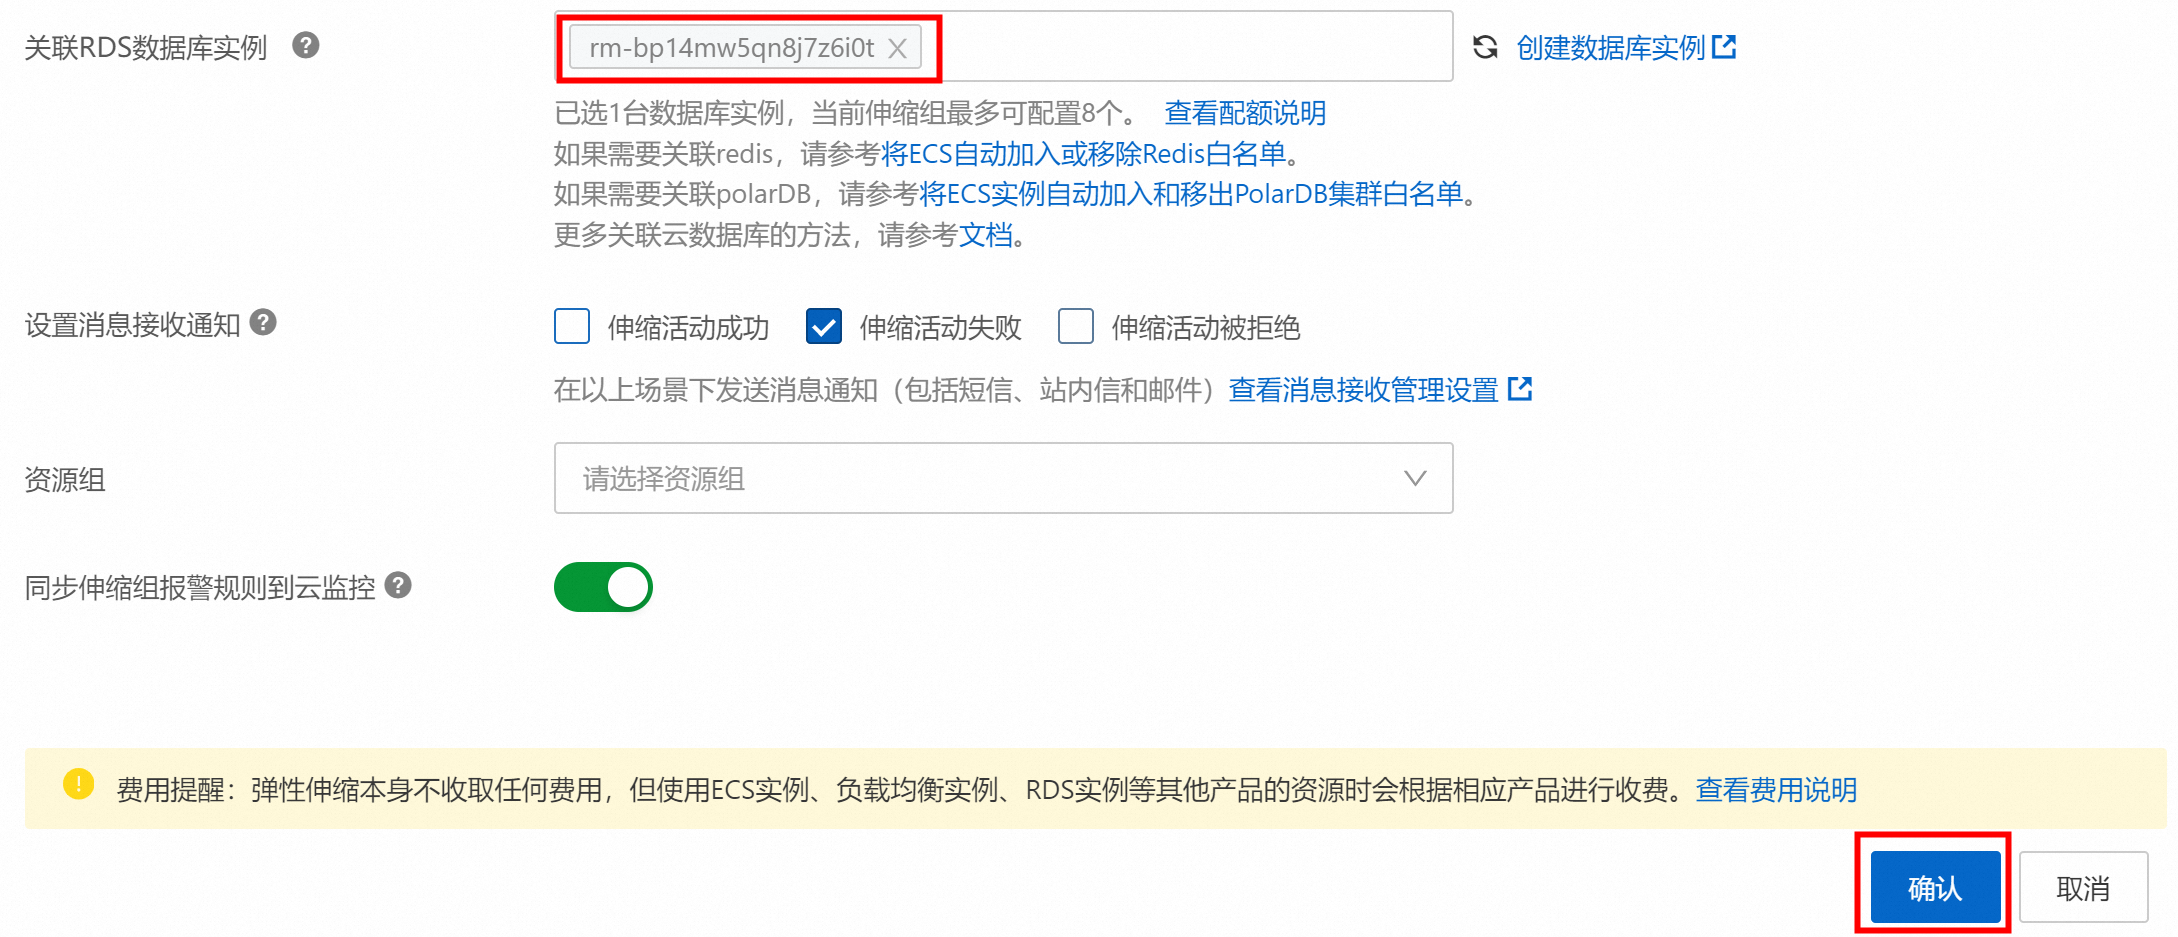 关联RDS数据库实例 ?
rm-bp14mw5qn8j7z6i0t X
创建数据库实例
已选1台数据库实例，当前伸缩组最多可配置8个。 查看配额说明
如果需要关联redis，请参考将ECS自动加入或移除Redis白名单。
如果需要关联polarDB，请参考将ECS实例自动加入和移出PolarDB集群白名单。
更多关联云数据库的方法，请参考文档。
设置消息接收通知 ?
伸缩活动成功 伸缩活动失败 伸缩活动被拒绝
在以上场景下发送消息通知（包括短信、站内信和邮件）查看消息接收管理设置
资源组
请选择资源组
同步伸缩组报警规则到云监控 ?
费用提醒：弹性伸缩本身不收取任何费用，但使用ECS实例、负载均衡实例、RDS实例等其他产品的资源时会根据相应产品进行收费。查看费用说明
确认 取消